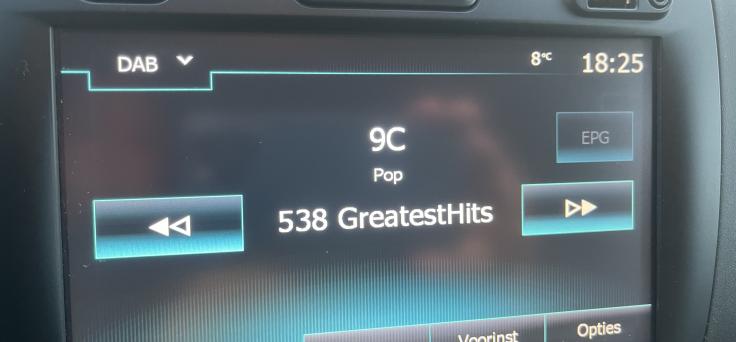 DAB
8°C
18:25
9C
EPG
Pop
538 GreatestHits
Voorinst
Opties